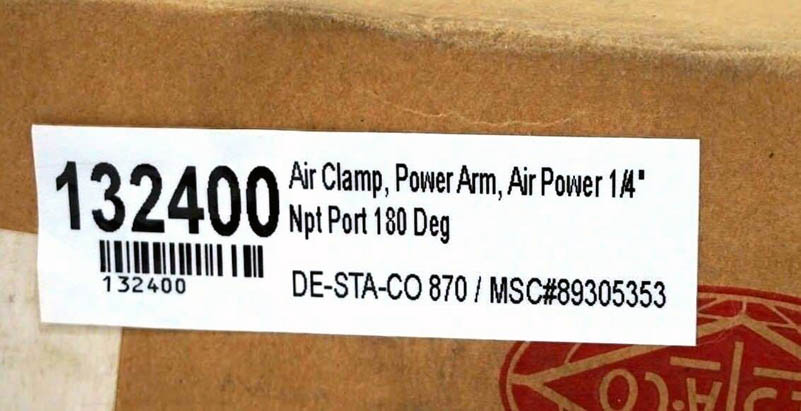 132400
132400
Air Clamp, Power Arm, Air Power 1/4"
Npt Port 180 Deg
DE-STA-CO 870 / MSC#89305353